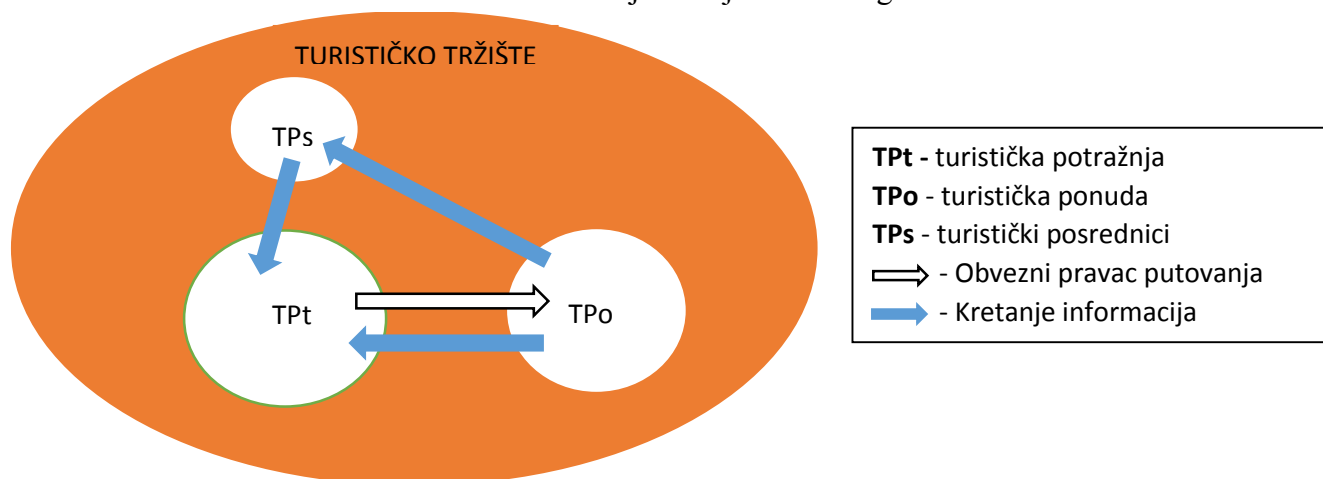 TURISTIČKO TRŽIŠTE
TPs
TPt
TPo
TPt - turistička potražnja
TPo - turistička ponuda
TPs - turistički posrednici
- Obvezni pravac putovanja
- Kretanje informacija